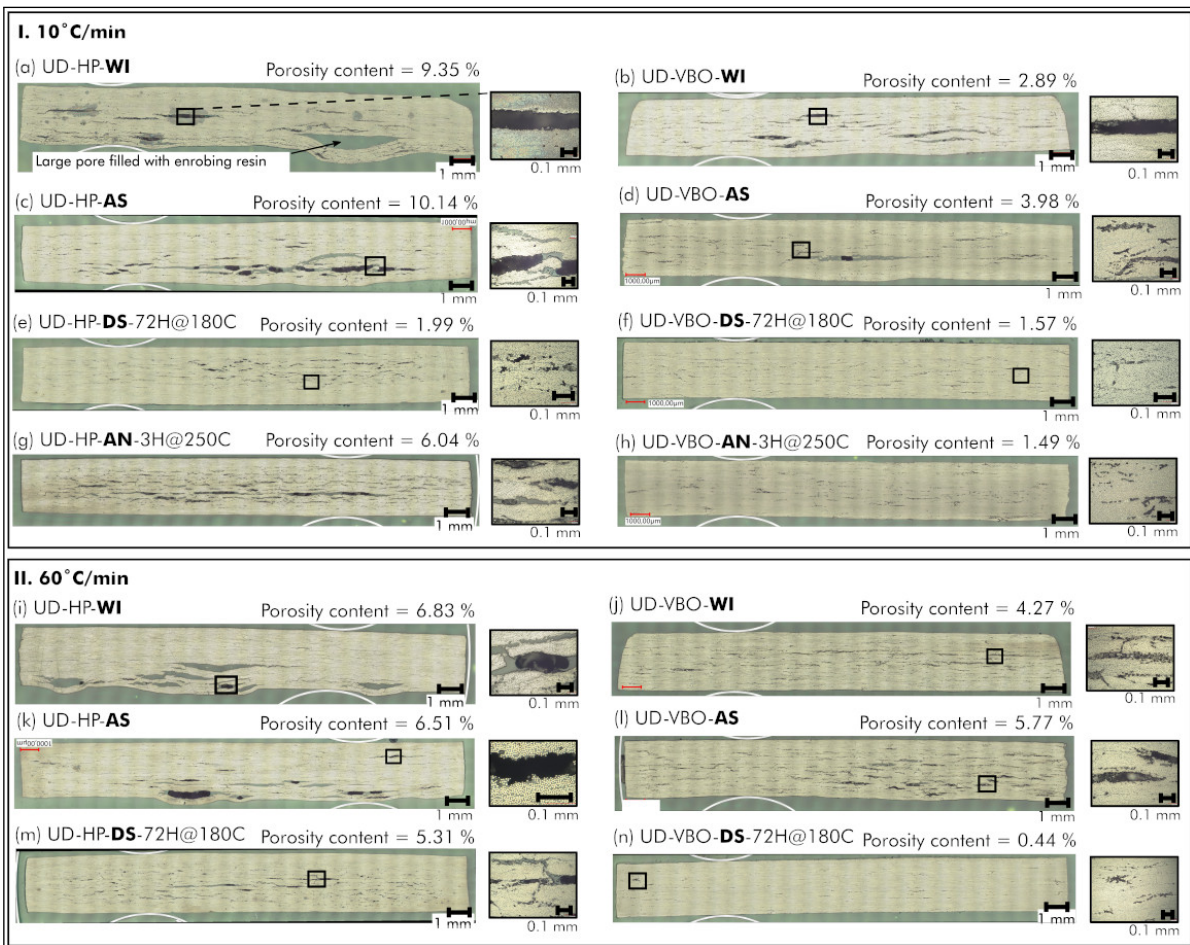 I. 10˚C/min
(a) UD-HP-WI Porosity content = 9.35 %
Large pore filled with enrobing resin
1 mm
0.1 mm
(b) UD-VBO-WI Porosity content = 2.89 %
1 mm
0.1 mm
(c) UD-HP-AS Porosity content = 10.14 %
1 mm
0.1 mm
(d) UD-VBO-AS Porosity content = 3.98 %
1000,00µm
1 mm
0.1 mm
(e) UD-HP-DS-72H@180C Porosity content = 1.99 %
1 mm
0.1 mm
(f) UD-VBO-DS-72H@180C Porosity content = 1.57 %
1000,00µm
1 mm
0.1 mm
(g) UD-HP-AN-3H@250C Porosity content = 6.04 %
1 mm
0.1 mm
(h) UD-VBO-AN-3H@250C Porosity content = 1.49 %
1000,00µm
1 mm
0.1 mm
II. 60˚C/min
(i) UD-HP-WI Porosity content = 6.83 %
1 mm
0.1 mm
(j) UD-VBO-WI Porosity content = 4.27 %
1 mm
0.1 mm
(k) UD-HP-AS Porosity content = 6.51 %
1000,00µm
1 mm
0.1 mm
(l) UD-VBO-AS Porosity content = 5.77 %
1 mm
0.1 mm
(m) UD-HP-DS-72H@180C Porosity content = 5.31 %
1 mm
0.1 mm
(n) UD-VBO-DS-72H@180C Porosity content = 0.44 %
1 mm
0.1 mm